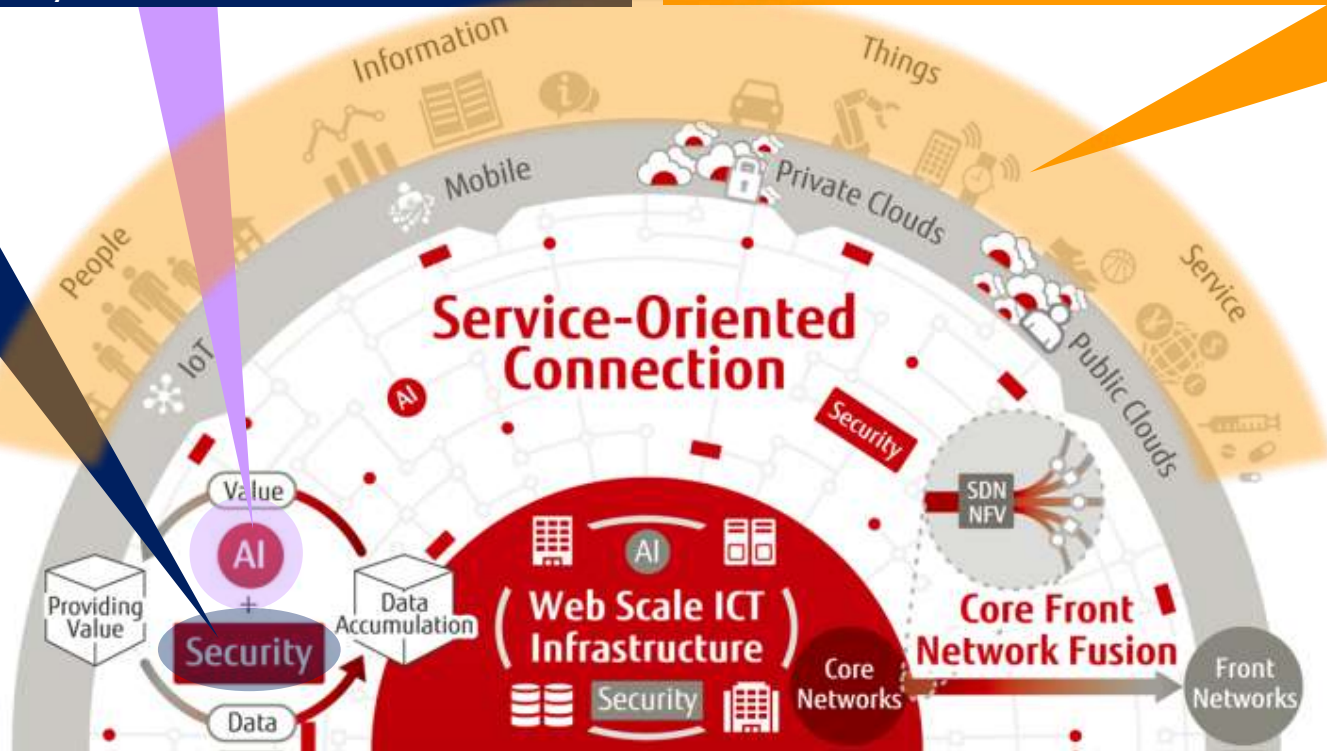 Information
Things
People
Mobile
Private Clouds
Service
IoT
Public Clouds
Service-Oriented
Connection
AI
Security
Value
AI
+
Security
Providing
Value
Data
Accumulation
Data
AI
Web Scale ICT
Infrastructure
Security
SDN
NFV
Core Front
Network Fusion
Core
Networks
Front
Networks